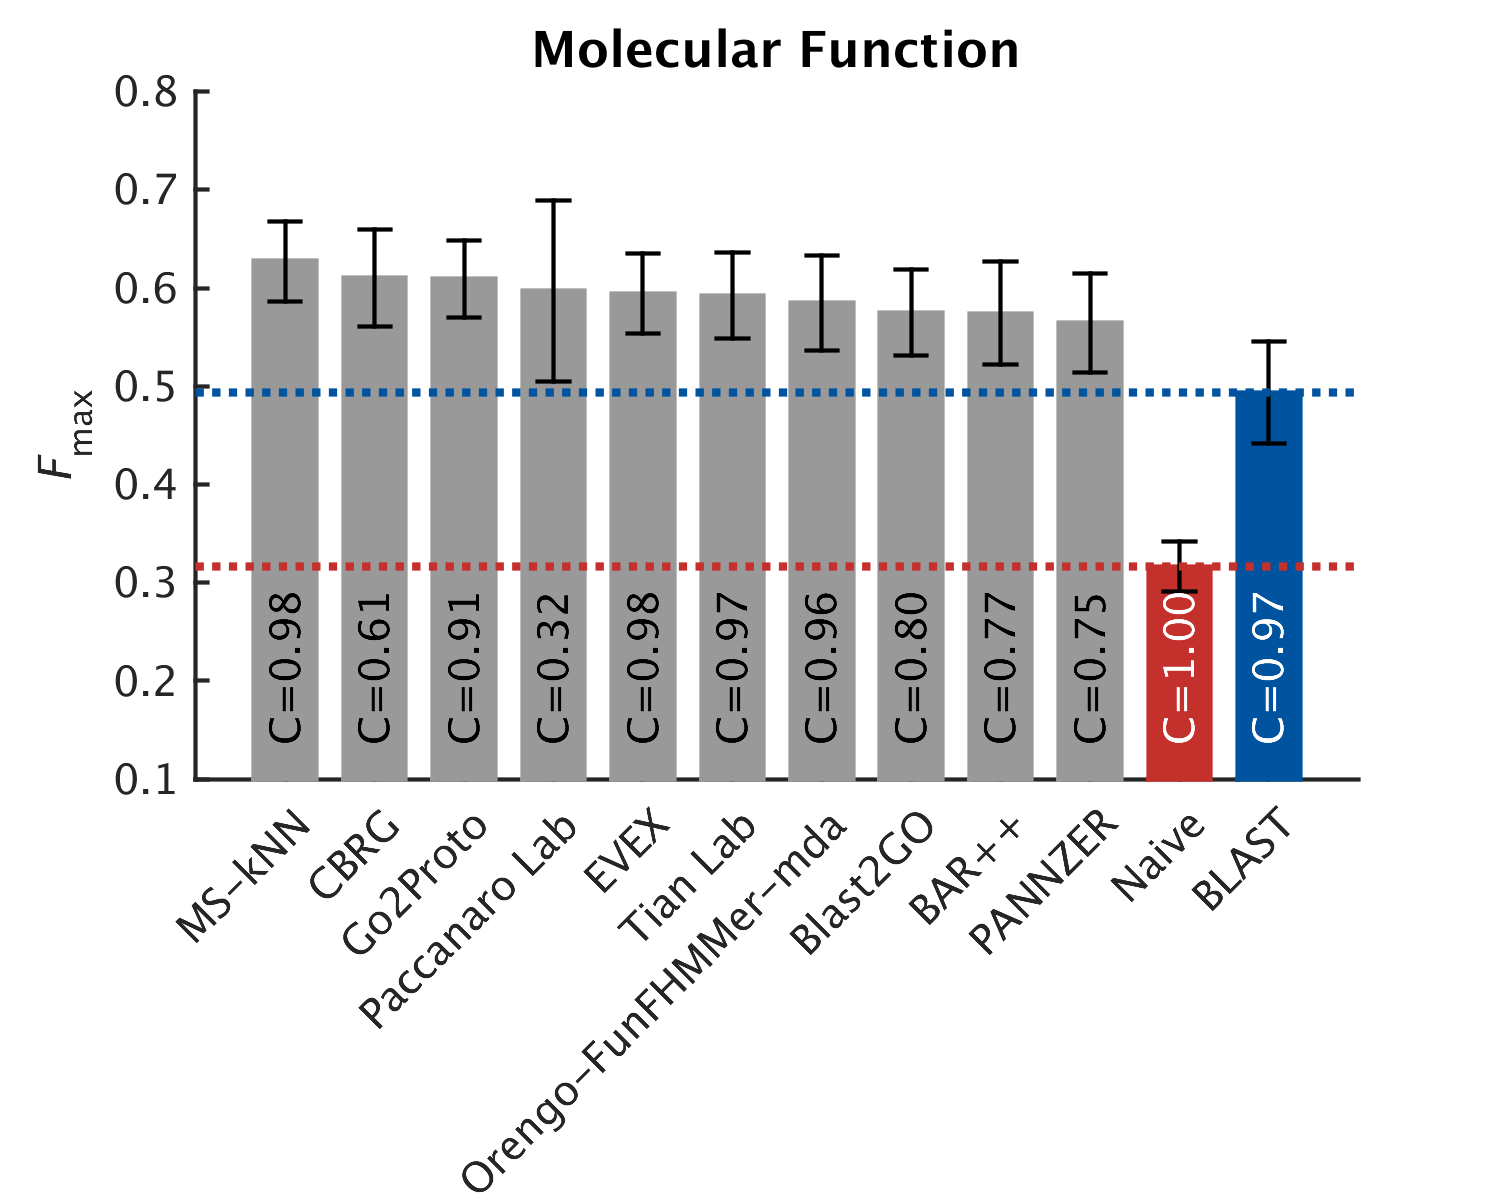 Molecular Function
0.8
0.7
0.6
0.5
0.4
0.3
0.2
0.1
Fmax
C=0.98
C=0.61
C=0.91
C=0.32
C=0.98
C=0.97
C=0.96
C=0.80
C=0.77
C=0.75
C=1.00
C=0.97
MS-kNN
CBRG
Go2Proto
Paccanaro Lab
EVEX
Tian Lab
Orengo-FunFHMMer-mda
Blast2GO
BAR++
PANNZER
Naive
BLAST